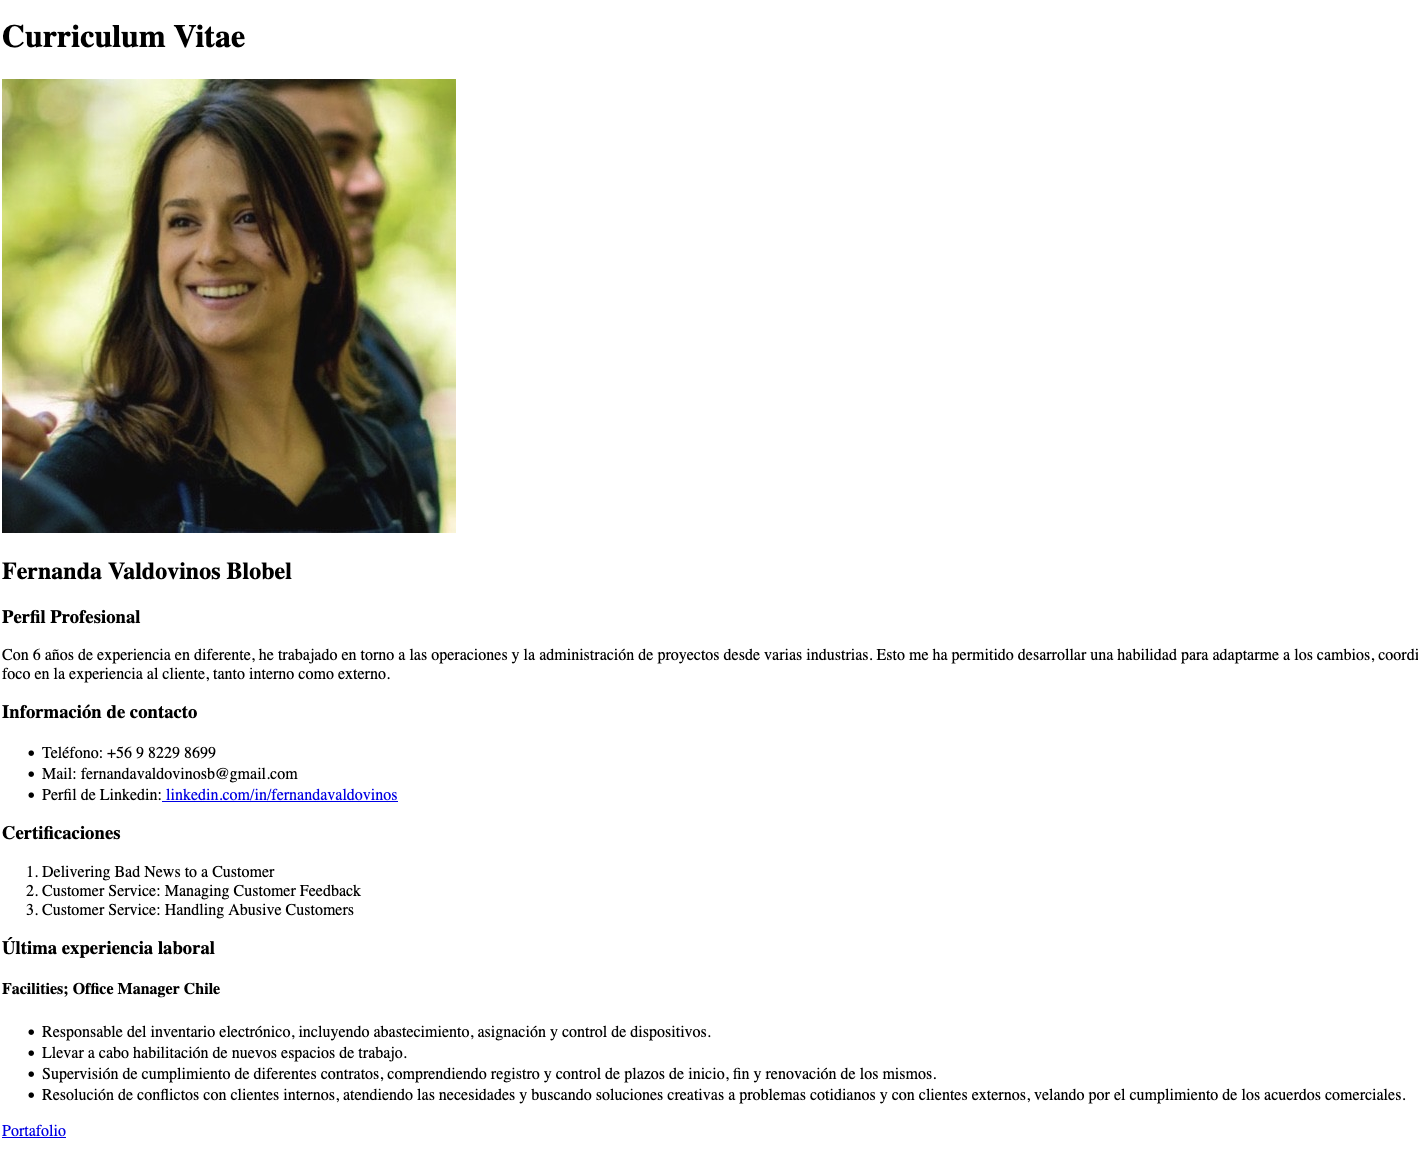 Curriculum Vitae
Fernanda Valdovinos Blobel
Perfil Profesional
Con 6 años de experiencia en diferente, he trabajado en torno a las operaciones y la administración de proyectos desde varias industrias. Esto me ha permitido desarrollar una habilidad para adaptarme a los cambios, coordi
foco en la experiencia al cliente, tanto interno como externo.
Información de contacto
• Teléfono: +56 9 8229 8699
• Mail: fernandavaldovinosb@gmail.com
• Perfil de Linkedin: linkedin.com/in/fernandavaldovinos
Certificaciones
1. Delivering Bad News to a Customer
2. Customer Service: Managing Customer Feedback
3. Customer Service: Handling Abusive Customers
Última experiencia laboral
Facilities; Office Manager Chile
• Responsable del inventario electrónico, incluyendo abastecimiento, asignación y control de dispositivos.
• Llevar a cabo habilitación de nuevos espacios de trabajo.
• Supervisión de cumplimiento de diferentes contratos, comprendiendo registro y control de plazos de inicio, fin y renovación de los mismos.
• Resolución de conflictos con clientes internos, atendiendo las necesidades y buscando soluciones creativas a problemas cotidianos y con clientes externos, velando por el cumplimiento de los acuerdos comerciales.
Portafolio